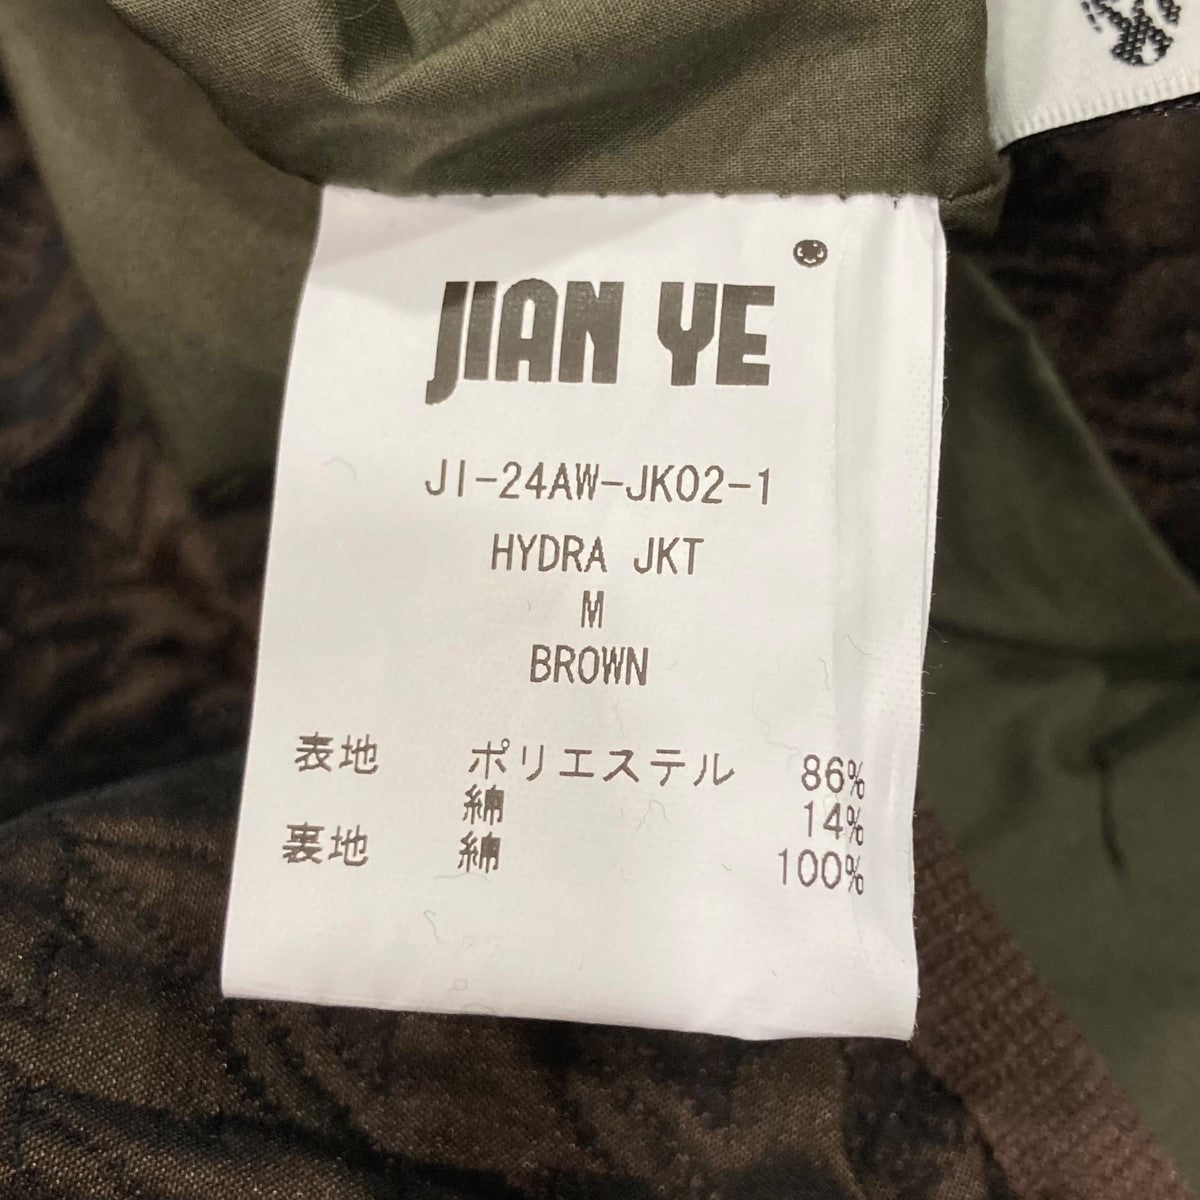 JIAN YE
JI-24AW-JK02-1
HYDRA JKT
M
BROWN
表地 ポリエステル 86%
綿 14%
裏地 綿 100%